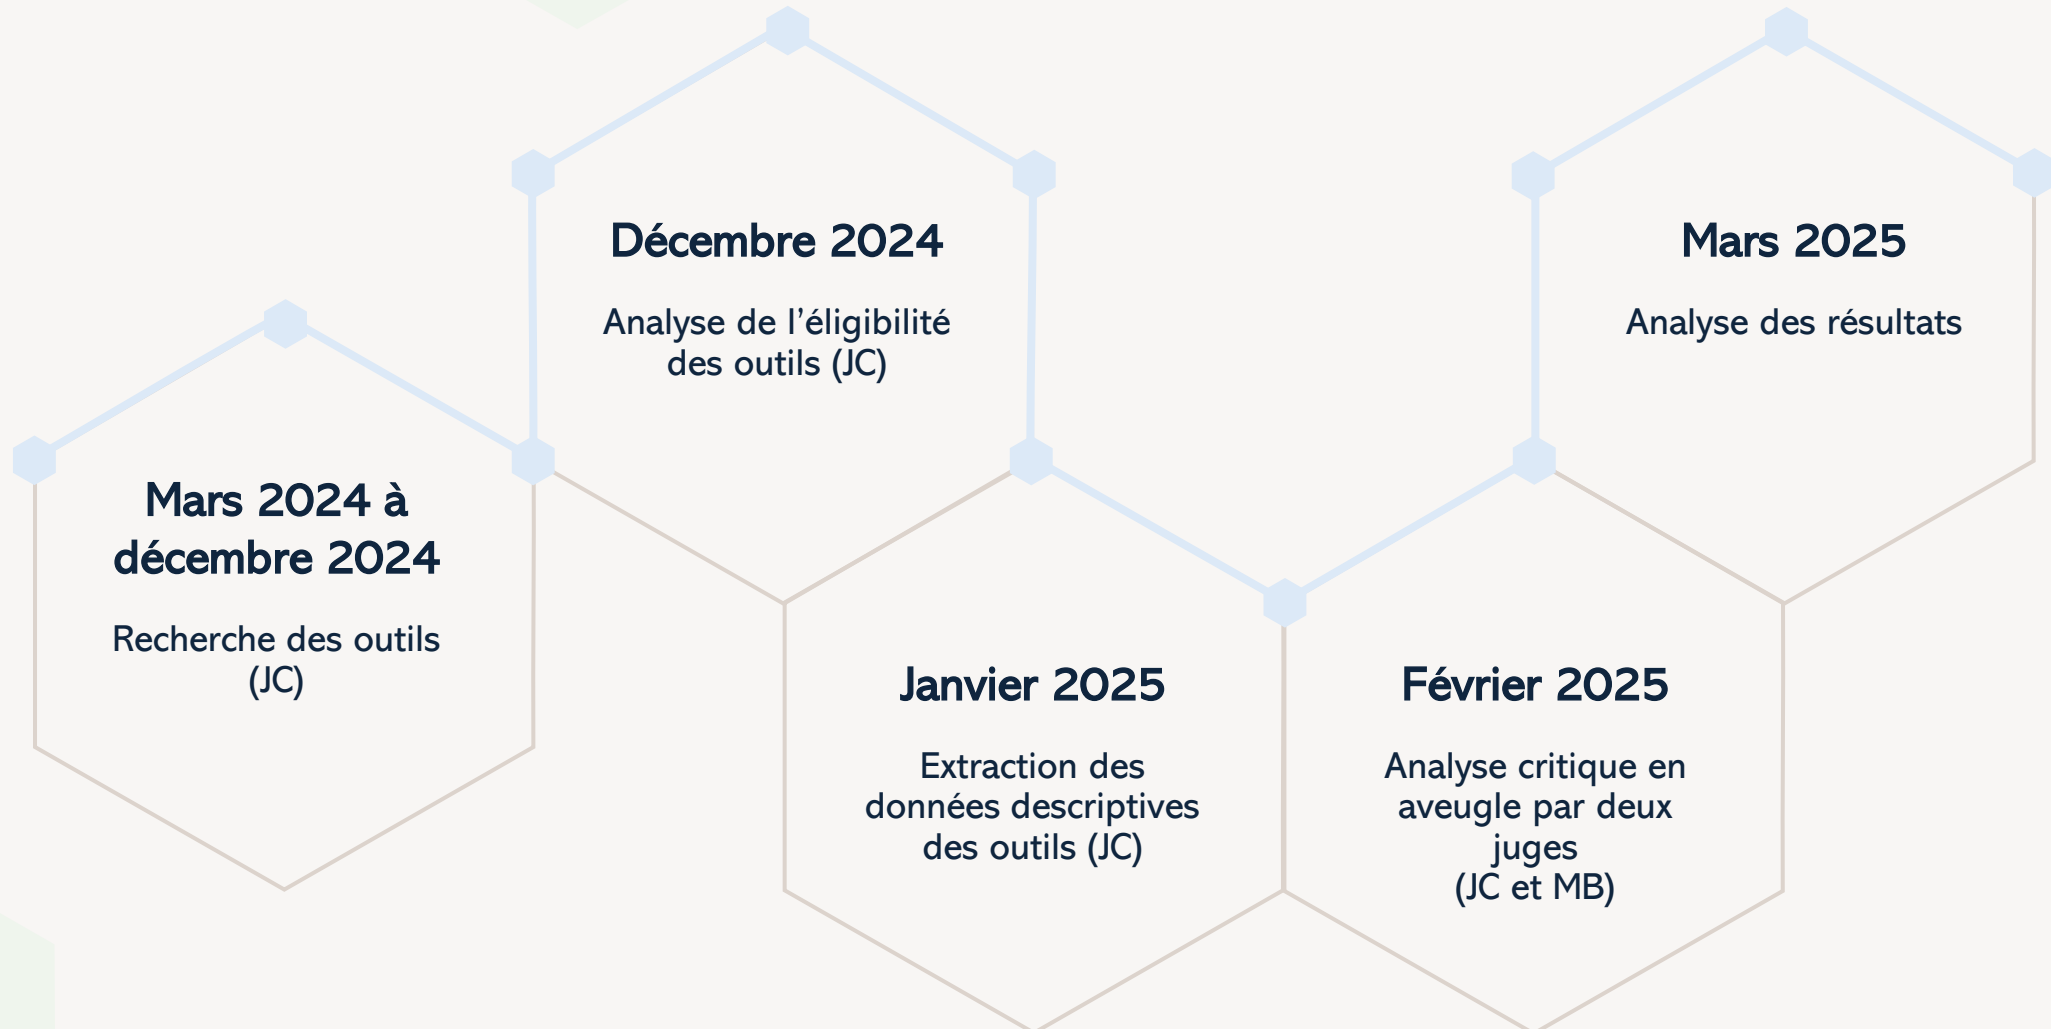 Mars 2024 à
décembre 2024
Recherche des outils
(JC)
Décembre 2024
Analyse de l’éligibilité
des outils (JC)
Janvier 2025
Extraction des
données descriptives
des outils (JC)
Février 2025
Analyse critique en
aveugle par deux
juges
(JC et MB)
Mars 2025
Analyse des résultats